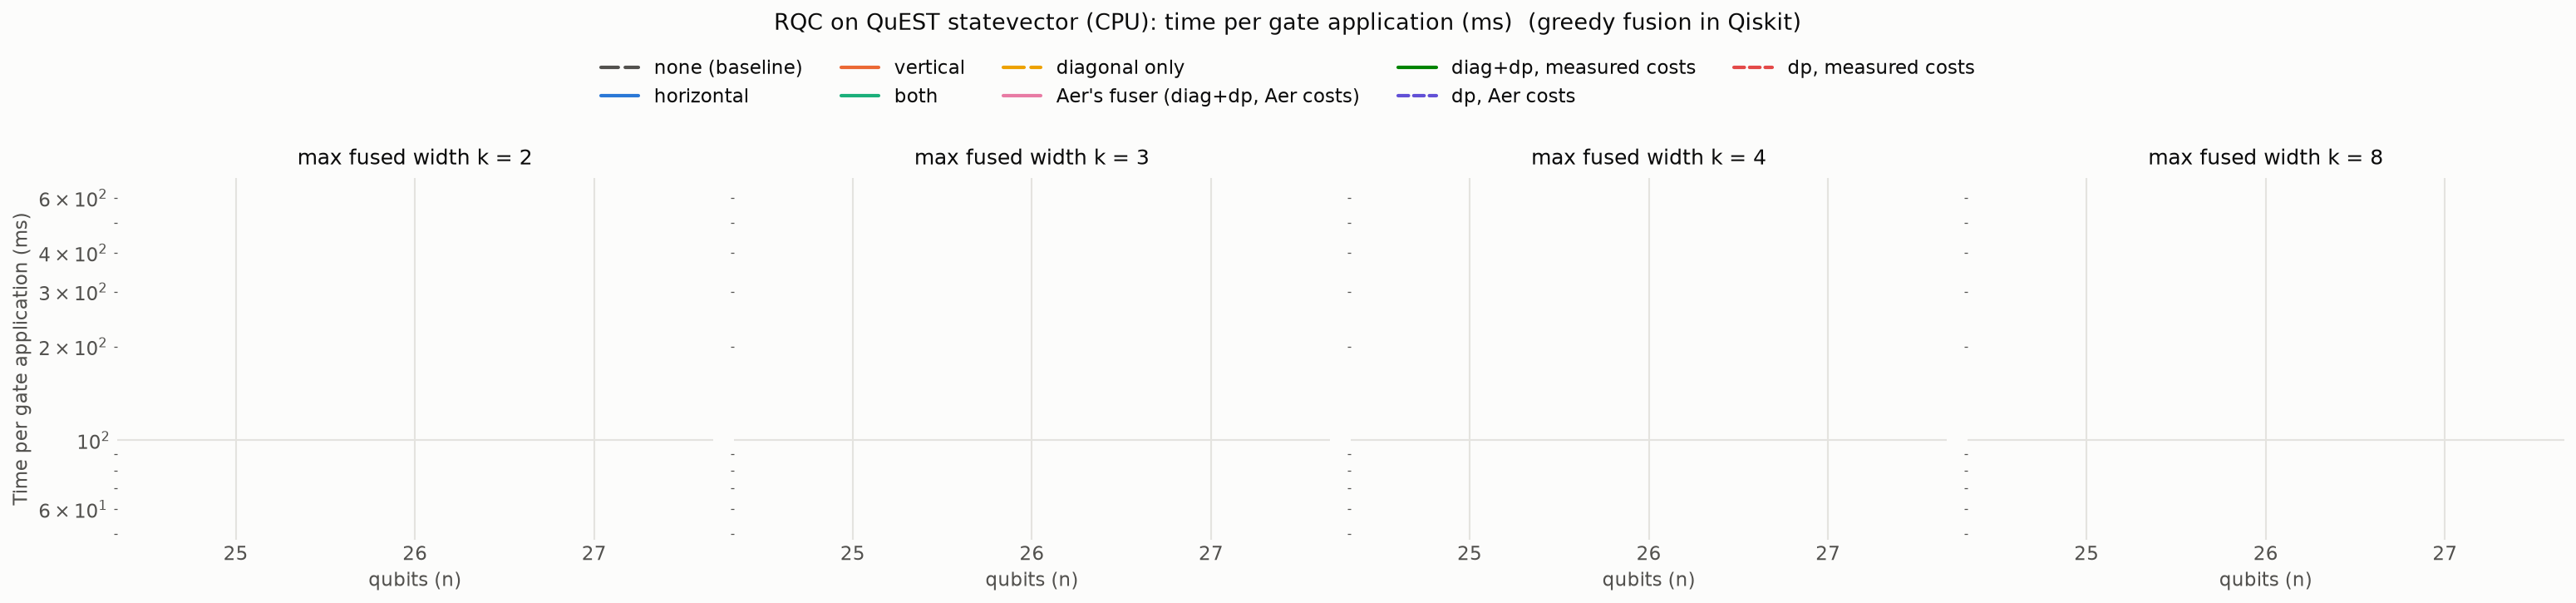 RQC on QuEST statevector (CPU): time per gate application (ms)  (greedy fusion in Qiskit)
none (baseline) vertical diagonal only diag+dp, measured costs dp, measured costs
horizontal both Aer's fuser (diag+dp, Aer costs) dp, Aer costs
max fused width k = 2 max fused width k = 3 max fused width k = 4 max fused width k = 8
Time per gate application (ms)
6 × 10²
4 × 10²
3 × 10²
2 × 10²
10²
6 × 10¹
25 26 27 25 26 27 25 26 27 25 26 27
qubits (n) qubits (n) qubits (n) qubits (n)